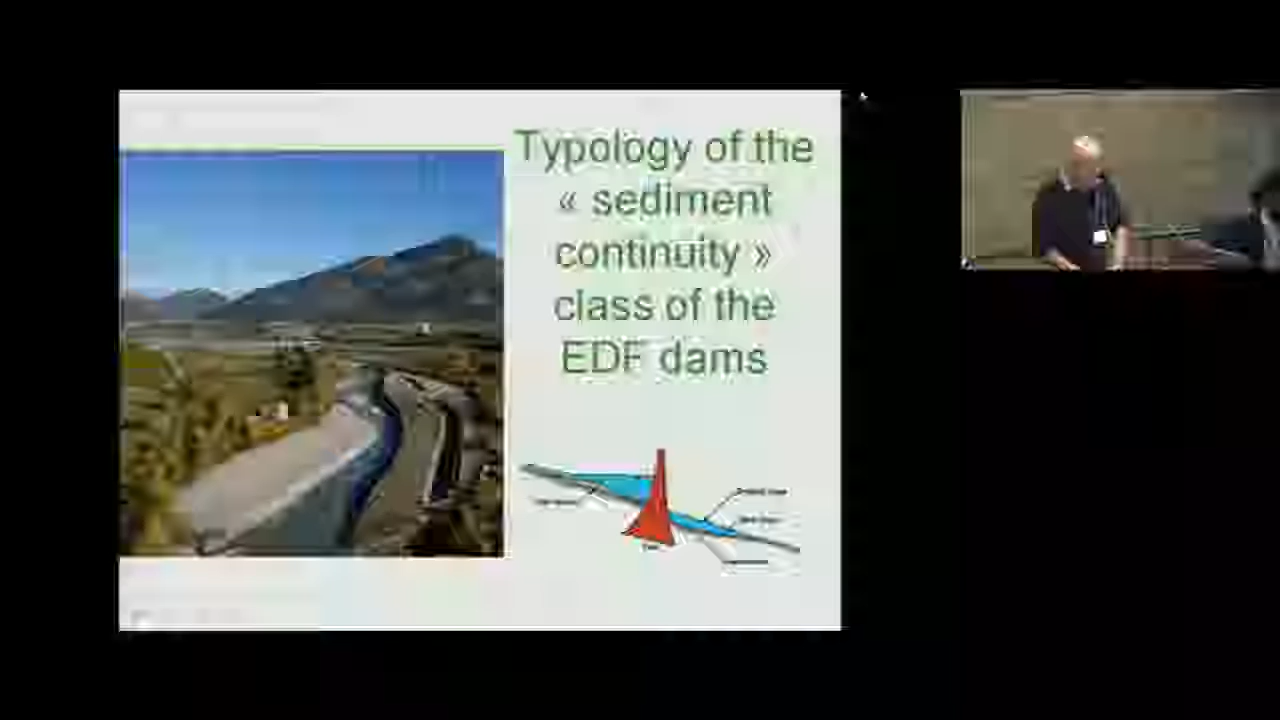 Typology of the
« sediment
continuity »
class of the
EDF dams